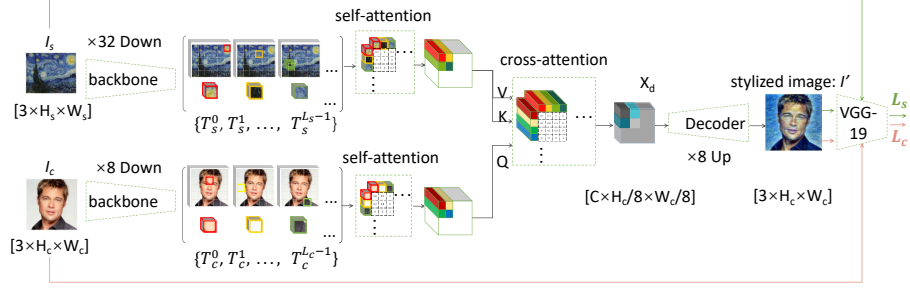 I_s
×32 Down
backbone
[3×H_s×W_s]
...
...
{T_s^0, T_s^1, . . . , T_s^{L_s−1}}
self-attention
⋮
cross-attention
V
K
Q
⋮
X_d
[C×H_c/8 ×W_c/8]
Decoder
×8 Up
stylized image: I'
[3×H_c×W_c]
VGG-
19
L_s
L_c
I_c
×8 Down
backbone
[3×H_c×W_c]
...
...
{T_c^0, T_c^1, . . . , T_c^{L_c−1}}
self-attention
⋮